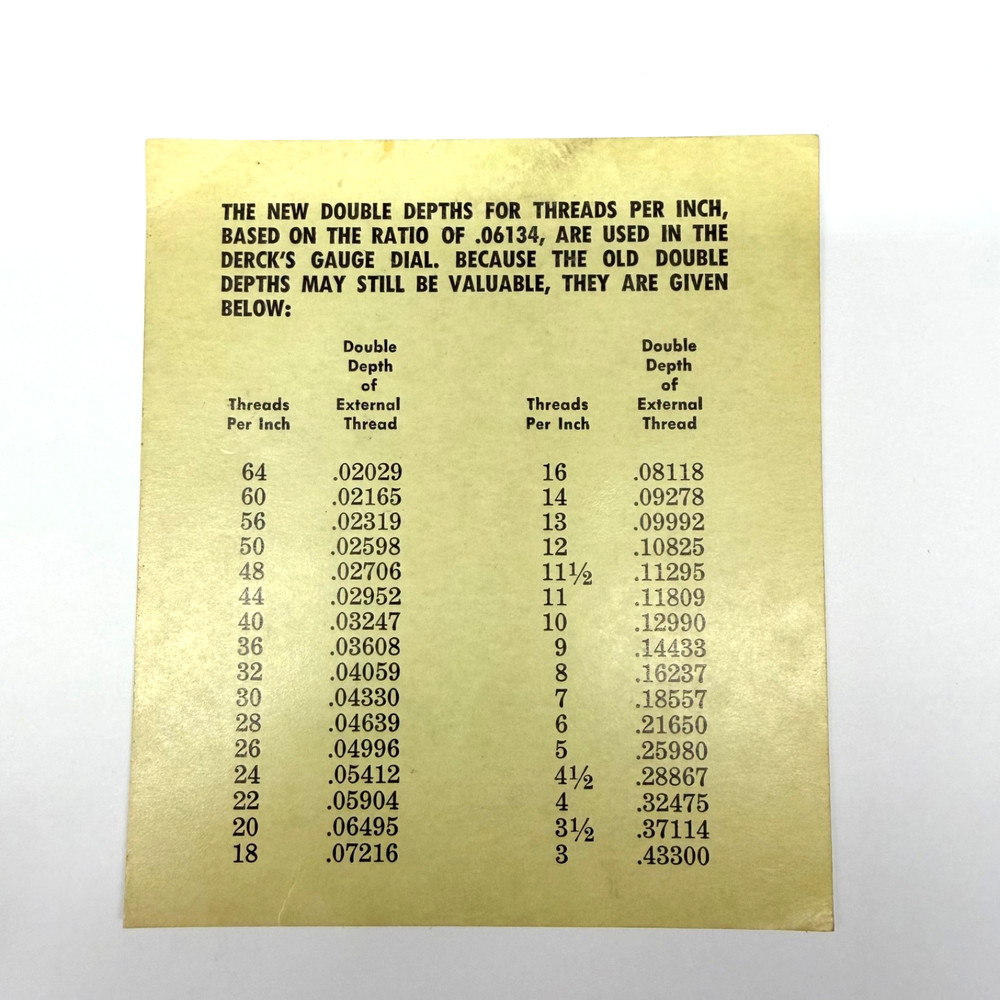 THE NEW DOUBLE DEPTHS FOR THREADS PER INCH,
BASED ON THE RATIO OF .06134, ARE USED IN THE
DERCK'S GAUGE DIAL. BECAUSE THE OLD DOUBLE
DEPTHS MAY STILL BE VALUABLE, THEY ARE GIVEN
BELOW:
Double Double
Depth Depth
of of
Threads External Threads External
Per Inch Thread Per Inch Thread
64 .02029 16 .08118
60 .02165 14 .09278
56 .02319 13 .09992
50 .02598 12 .10825
48 .02706 11½ .11295
44 .02952 11 .11809
40 .03247 10 .12990
36 .03608 9 .14433
32 .04059 8 .16237
30 .04330 7 .18557
28 .04639 6 .21650
26 .04996 5 .25980
24 .05412 4½ .28867
22 .05904 4 .32475
20 .06495 3½ .37114
18 .07216 3 .43300